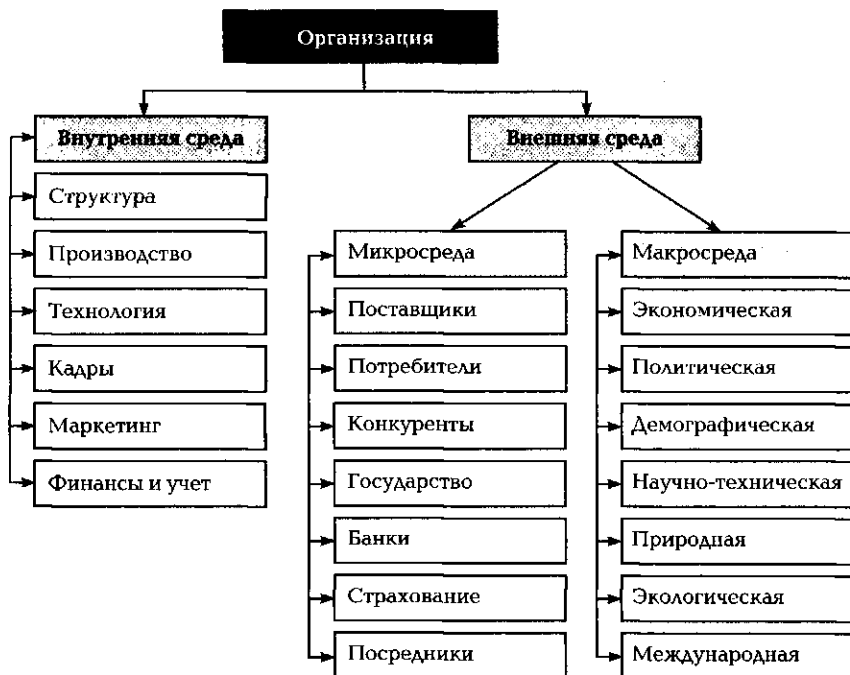 Организация
Внутренняя среда
Структура
Производство
Технология
Кадры
Маркетинг
Финансы и учет
Внешняя среда
Микросреда
Поставщики
Потребители
Конкуренты
Государство
Банки
Страхование
Посредники
Макросреда
Экономическая
Политическая
Демографическая
Научно-техническая
Природная
Экологическая
Международная